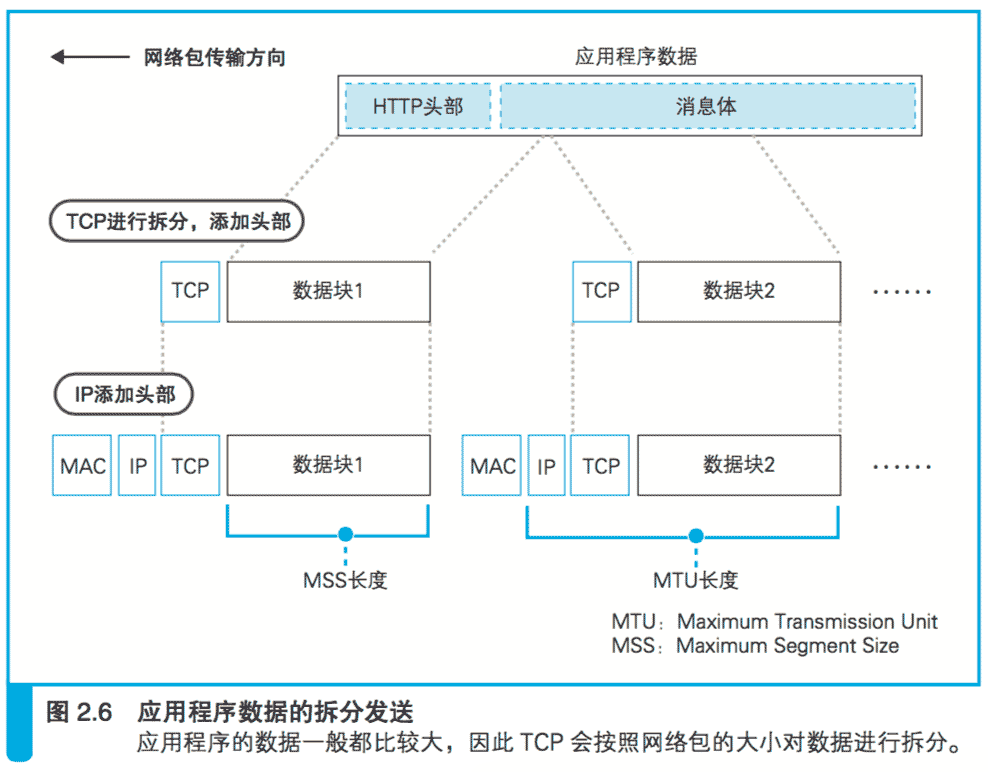 网络包传输方向
应用程序数据
HTTP头部 消息体
TCP进行拆分，添加头部
TCP 数据块1 TCP 数据块2 ······
IP添加头部
MAC IP TCP 数据块1 MAC IP TCP 数据块2 ······
MSS长度 MTU长度
MTU：Maximum Transmission Unit
MSS：Maximum Segment Size
图 2.6 应用程序数据的拆分发送
应用程序的数据一般都比较大，因此 TCP 会按照网络包的大小对数据进行拆分。